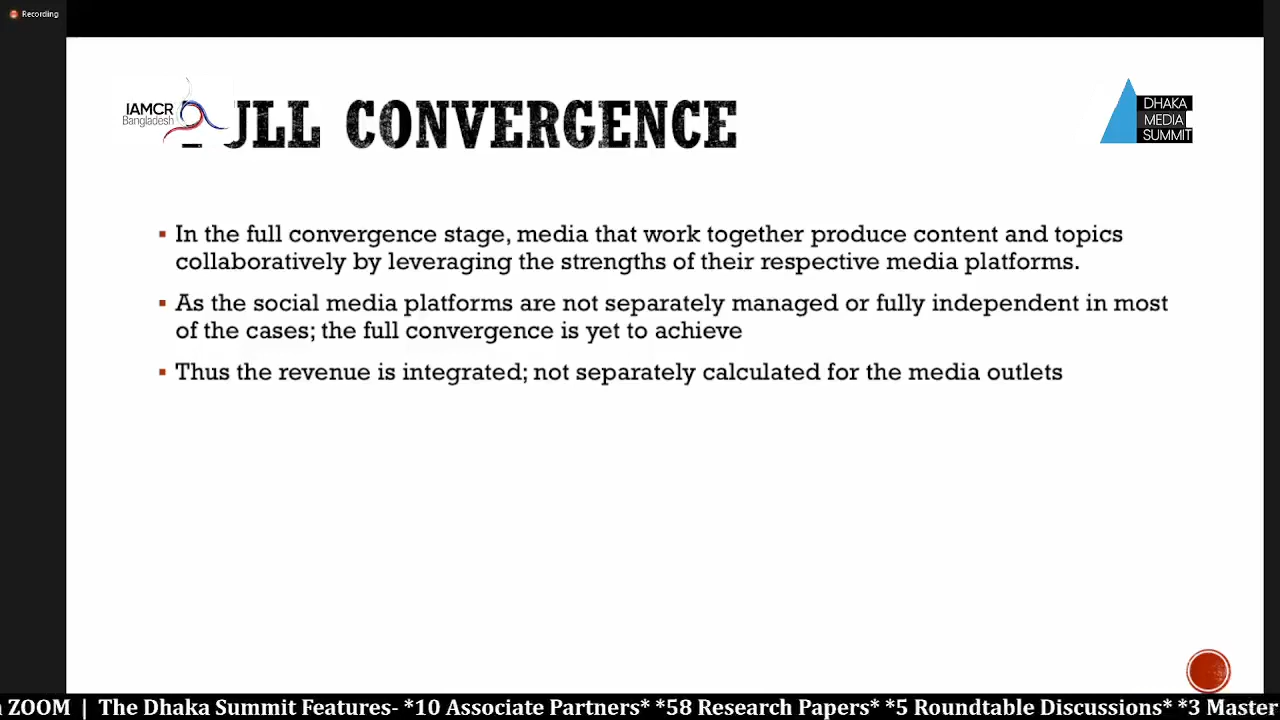 Recording
IAMCR
Bangladesh
ULL CONVERGENCE
DHAKA
MEDIA
SUMMIT
▪ In the full convergence stage, media that work together produce content and topics
collaboratively by leveraging the strengths of their respective media platforms.
▪ As the social media platforms are not separately managed or fully independent in most
of the cases; the full convergence is yet to achieve
▪ Thus the revenue is integrated; not separately calculated for the media outlets
ZOOM | The Dhaka Summit Features- *10 Associate Partners* *58 Research Papers* *5 Roundtable Discussions* *3 Master